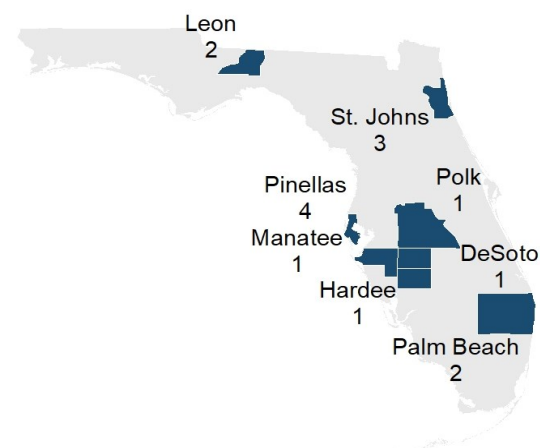 Leon
2
St. Johns
3
Polk
1
Pinellas
4
Manatee
1
DeSoto
1
Hardee
1
Palm Beach
2